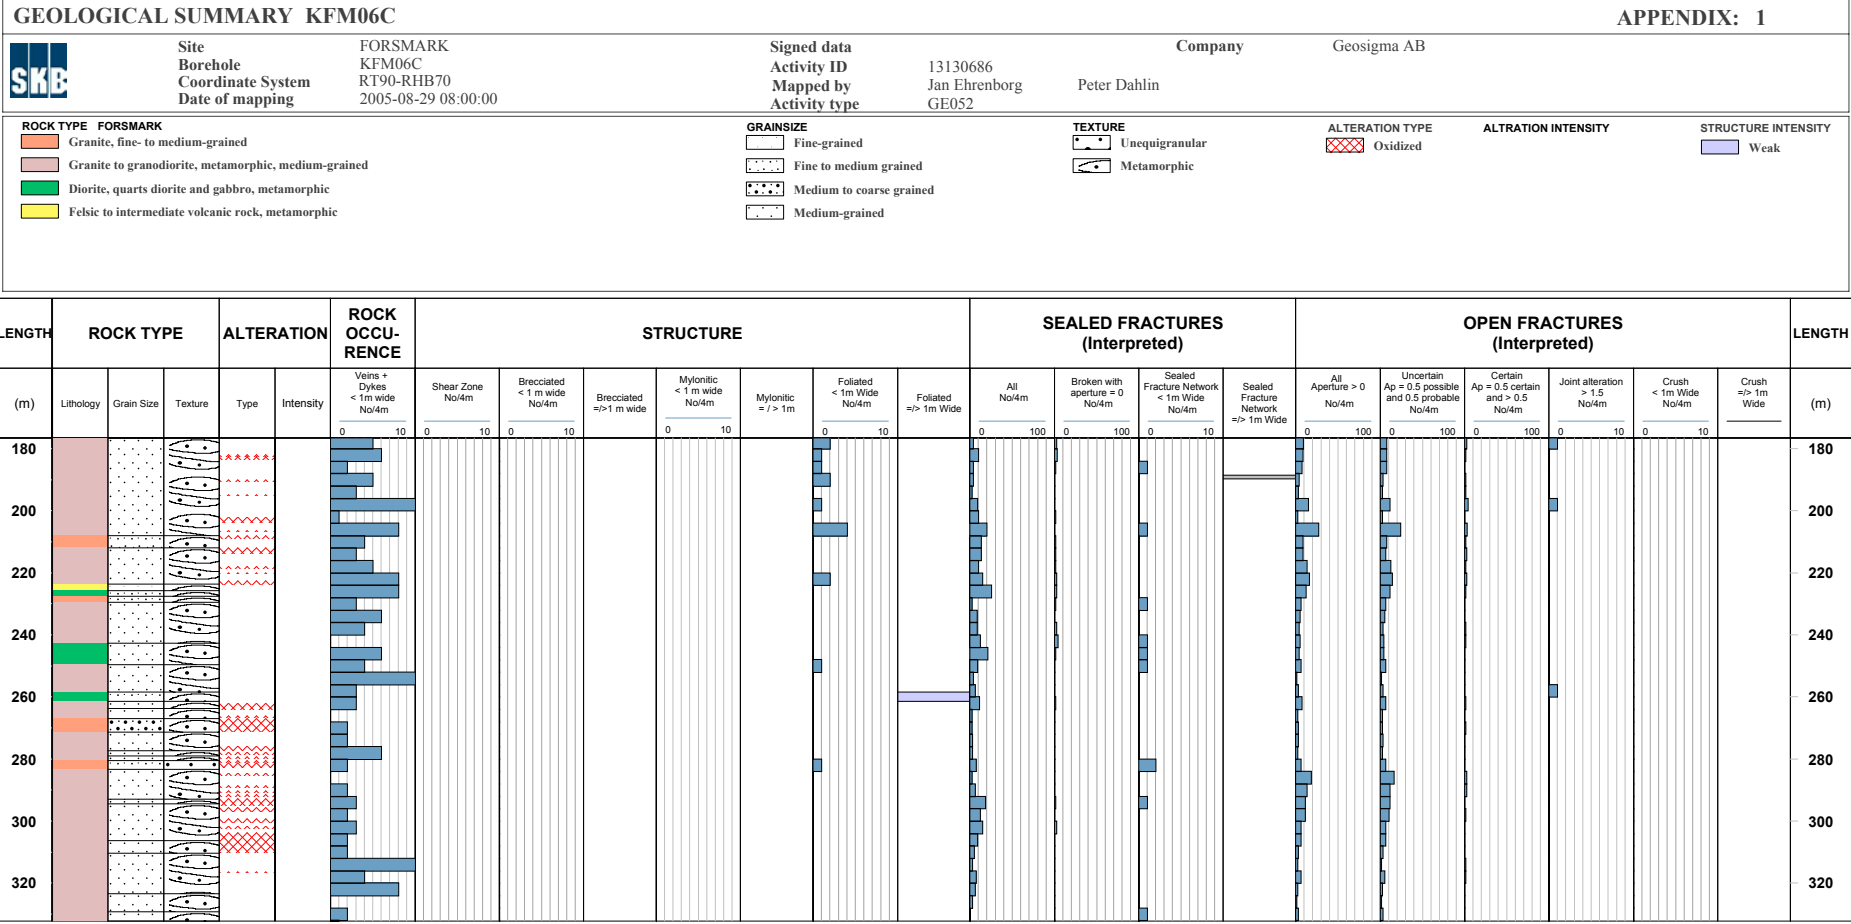 GEOLOGICAL SUMMARY KFM06C APPENDIX: 1
SKB
Site FORSMARK Signed data Company Geosigma AB
Borehole KFM06C Activity ID 13130686
Coordinate System RT90-RHB70 Mapped by Jan Ehrenborg Peter Dahlin
Date of mapping 2005-08-29 08:00:00 Activity type GE052
ROCK TYPE FORSMARK GRAINSIZE TEXTURE ALTERATION TYPE ALTRATION INTENSITY STRUCTURE INTENSITY
Granite, fine- to medium-grained Fine-grained Unequigranular Oxidized Weak
Granite to granodiorite, metamorphic, medium-grained Fine to medium grained Metamorphic
Diorite, quarts diorite and gabbro, metamorphic Medium to coarse grained
Felsic to intermediate volcanic rock, metamorphic Medium-grained
LENGTH
ROCK TYPE
ALTERATION
ROCK
OCCU-
RENCE
STRUCTURE
SEALED FRACTURES
(Interpreted)
OPEN FRACTURES
(Interpreted)
LENGTH
(m)
Lithology
Grain Size
Texture
Type
Intensity
Veins +
Dykes
< 1m wide
No/4m
0 10
Shear Zone
No/4m
0 10
Brecciated
< 1 m wide
No/4m
0 10
Brecciated
=/>1 m wide
Mylonitic
< 1 m wide
No/4m
0 10
Mylonitic
= / > 1m
Foliated
< 1m Wide
No/4m
0 10
Foliated
=/> 1m Wide
All
No/4m
0 100
Broken with
aperture = 0
No/4m
0 100
Sealed
Fracture Network
< 1m Wide
No/4m
0 10
Sealed
Fracture
Network
=/> 1m Wide
All
Aperture > 0
No/4m
0 100
Uncertain
Ap = 0.5 possible
and 0.5 probable
No/4m
0 100
Certain
Ap = 0.5 certain
and > 0.5
No/4m
0 100
Joint alteration
> 1.5
No/4m
0 10
Crush
< 1m Wide
No/4m
0 10
Crush
=/> 1m
Wide
(m)
180 180
200 200
220 220
240 240
260 260
280 280
300 300
320 320